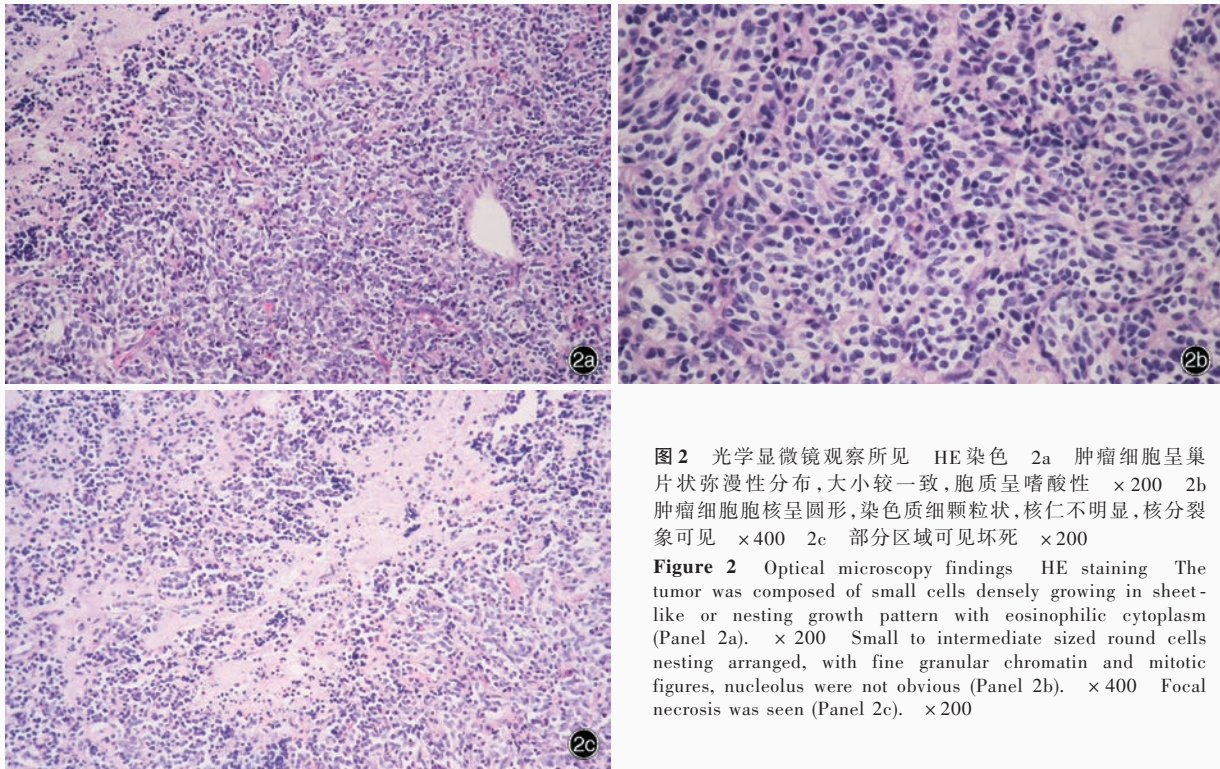 2a
2b
2c
图2 光学显微镜观察所见 HE染色 2a 肿瘤细胞呈巢
片状弥漫性分布,大小较一致,胞质呈嗜酸性 ×200 2b
肿瘤细胞胞核呈圆形,染色质细颗粒状,核仁不明显,核分裂
象可见 ×400 2c 部分区域可见坏死 ×200
Figure 2 Optical microscopy findings HE staining The
tumor was composed of small cells densely growing in sheet-
like or nesting growth pattern with eosinophilic cytoplasm
(Panel 2a). ×200 Small to intermediate sized round cells
nesting arranged, with fine granular chromatin and mitotic
figures, nucleolus were not obvious (Panel 2b). ×400 Focal
necrosis was seen (Panel 2c). ×200